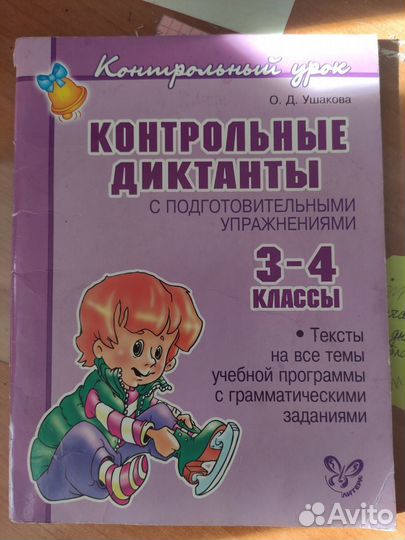 Контрольный урок
О. Д. Ушакова
КОНТРОЛЬНЫЕ
ДИКТАНТЫ
С ПОДГОТОВИТЕЛЬНЫМИ
УПРАЖНЕНИЯМИ
3-4
КЛАССЫ
• Тексты
на все темы
учебной программы
с грамматическими
заданиями
ЛИТЕРА
Avito